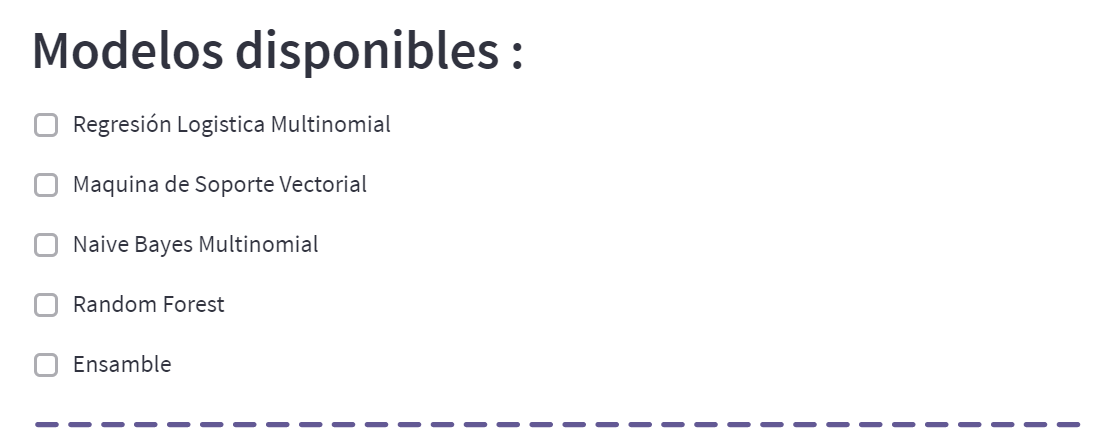 Modelos disponibles :
Regresión Logistica Multinomial
Maquina de Soporte Vectorial
Naive Bayes Multinomial
Random Forest
Ensamble